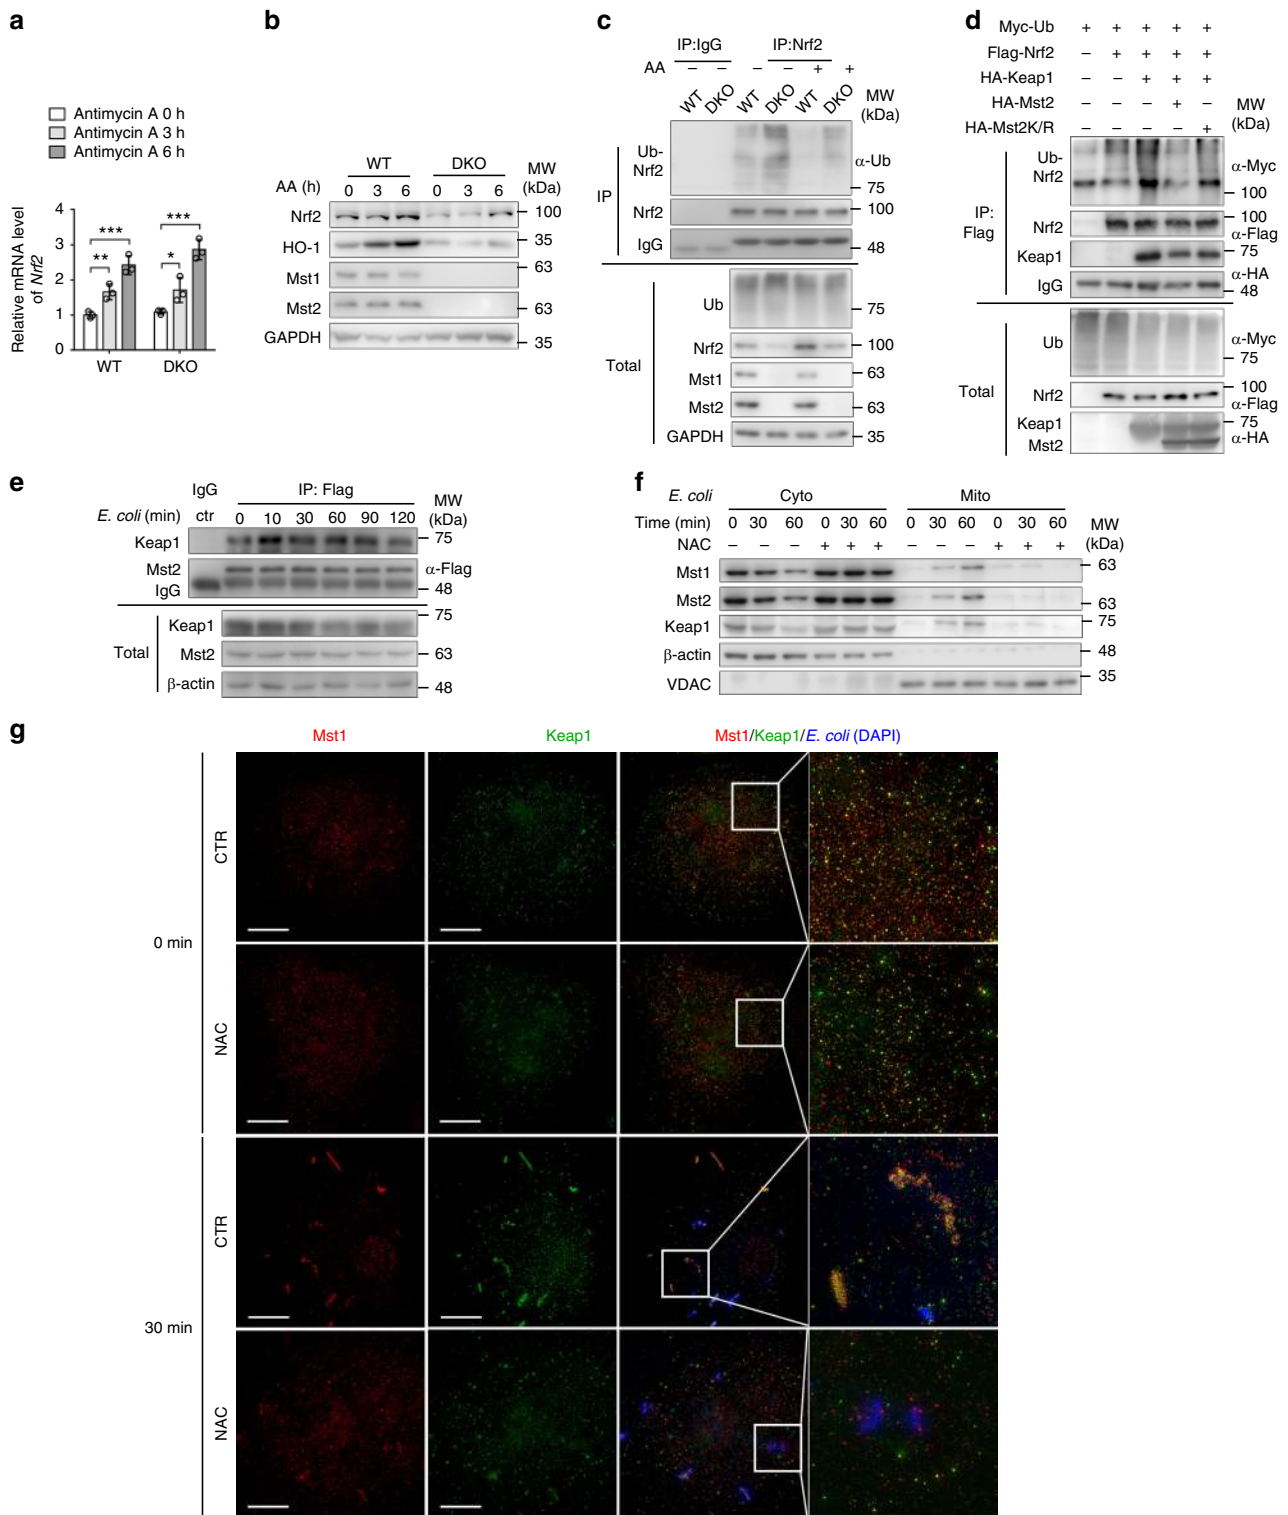 a
Antimycin A 0 h
Antimycin A 3 h
Antimycin A 6 h
Relative mRNA level
of Nrf2
4
3
2
1
0
***
**
***
*
WT
DKO
b
WT DKO MW
(kDa)
AA (h) 0 3 6 0 3 6
Nrf2 100
HO-1 35
Mst1 63
Mst2 63
GAPDH 35
c
IP:IgG IP:Nrf2
AA – – – – + +
WT DKO WT DKO WT DKO MW
(kDa)
IP
Ub-
Nrf2
α-Ub
75
Nrf2 100
IgG 48
Total
Ub 75
Nrf2 100
Mst1 63
Mst2 63
GAPDH 35
d
Myc-Ub + + + + +
Flag-Nrf2 – + + + +
HA-Keap1 – – + + +
HA-Mst2 – – – + –
HA-Mst2K/R – – – – +
MW
(kDa)
IP:
Flag
Ub-
Nrf2
α-Myc
100
Nrf2 100
α-Flag
Keap1 75
α-HA
IgG 48
Total
Ub α-Myc
75
Nrf2 100
α-Flag
Keap1 75
Mst2 α-HA
e
IgG IP: Flag MW
(kDa)
E. coli (min) ctr 0 10 30 60 90 120
Keap1 75
Mst2 α-Flag
IgG 48
Total
Keap1 75
Mst2 63
β-actin 48
f
E. coli Cyto Mito
Time (min) 0 30 60 0 30 60 0 30 60 0 30 60 MW
(kDa)
NAC – – – + + + – – – + + +
Mst1 63
Mst2 63
Keap1 75
β-actin 48
VDAC 35
g
Mst1 Keap1 Mst1/Keap1/E. coli (DAPI)
0 min
CTR
NAC
30 min
CTR
NAC